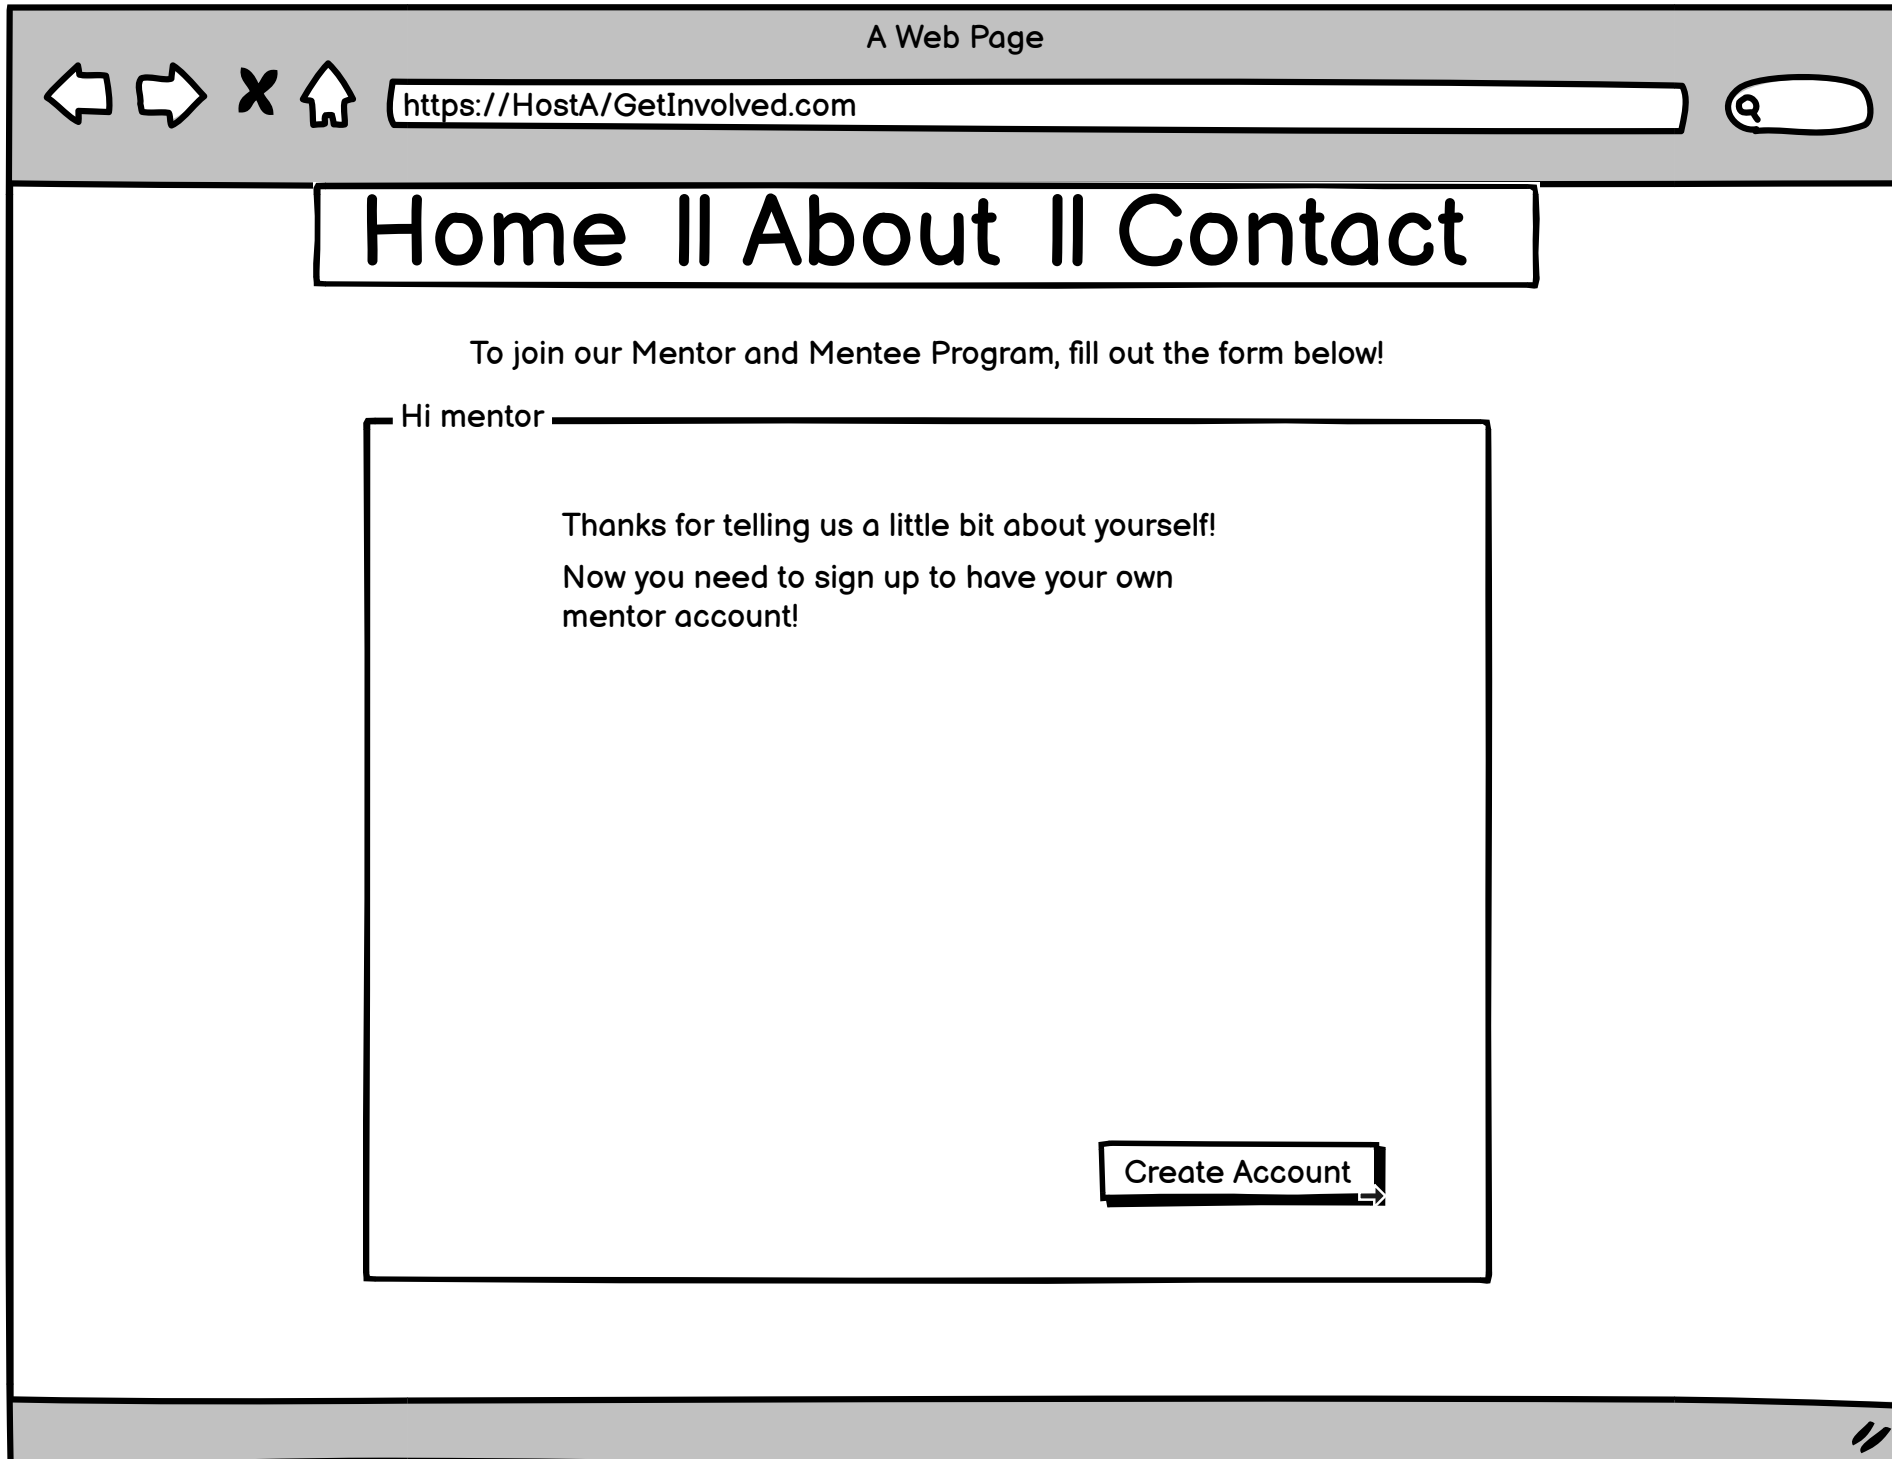 A Web Page
https://HostA/GetInvolved.com
Home || About || Contact
To join our Mentor and Mentee Program, fill out the form below!
Hi mentor
Thanks for telling us a little bit about yourself!
Now you need to sign up to have your own
mentor account!
Create Account